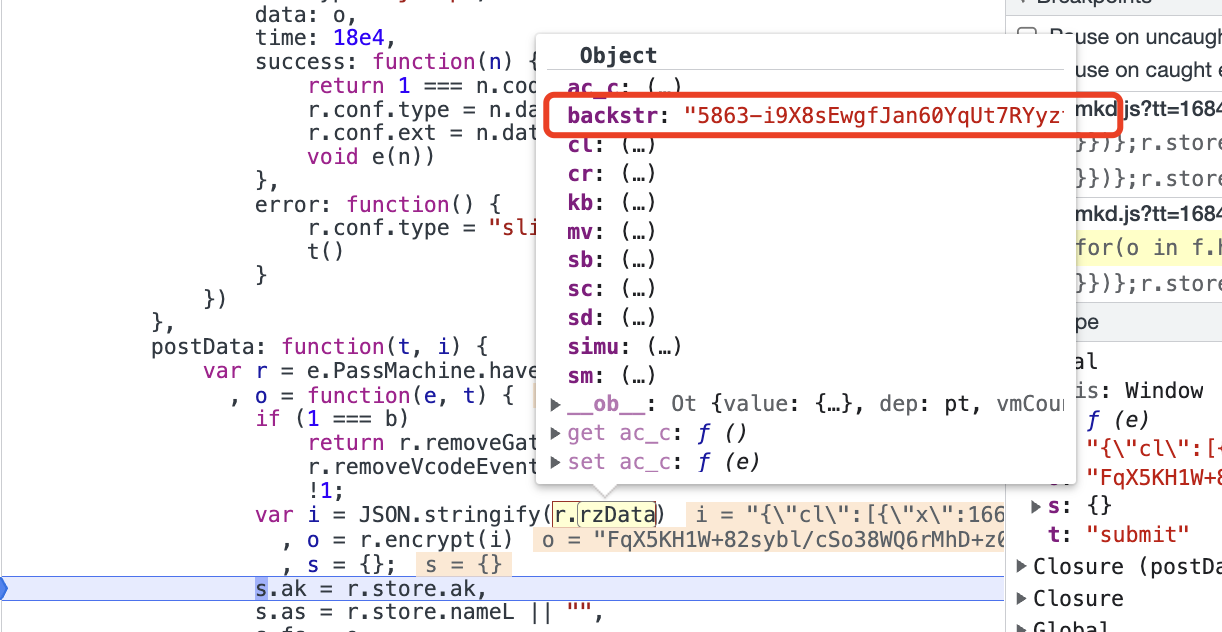 data: o,
time: 18e4,
success: function(n) {
return 1 === n.cod
r.conf.type = n.da
r.conf.ext = n.dat
void e(n))
},
error: function() {
r.conf.type = "sli
t()
}
})
},
postData: function(t, i) {
var r = e.PassMachine.have
, o = function(e, t) {
if (1 === b)
return r.removeGat
r.removeVcodeEvent
!1;
var i = JSON.stringify(r.rzData) i = "{\"cl\":[{\"x\":166
, o = r.encrypt(i) o = "FqX5KH1W+82sybl/cSo38WQ6rMhD+z0
, s = {}; s = {}
s.ak = r.store.ak,
s.as = r.store.nameL || "",
Object
ac_c: (…)
backstr: "5863-i9X8sEwgfJan60YqUt7RYyz
cl: (…)
cr: (…)
kb: (…)
mv: (…)
sb: (…)
sc: (…)
sd: (…)
simu: (…)
sm: (…)
__ob__: Ot {value: {…}, dep: pt, vmCou
get ac_c: ƒ ()
set ac_c: ƒ (e)
Breakpoints
Pause on uncaugh
use on caught e
mkd.js?tt=1684
}})};r.store
}})};r.store
mkd.js?tt=1684
for(o in f.h
}})};r.store
pe
al
is: Window
ƒ (e)
"{\"cl\":[{
"FqX5KH1W+8
s: {}
t: "submit"
Closure (postDa
Closure
Global